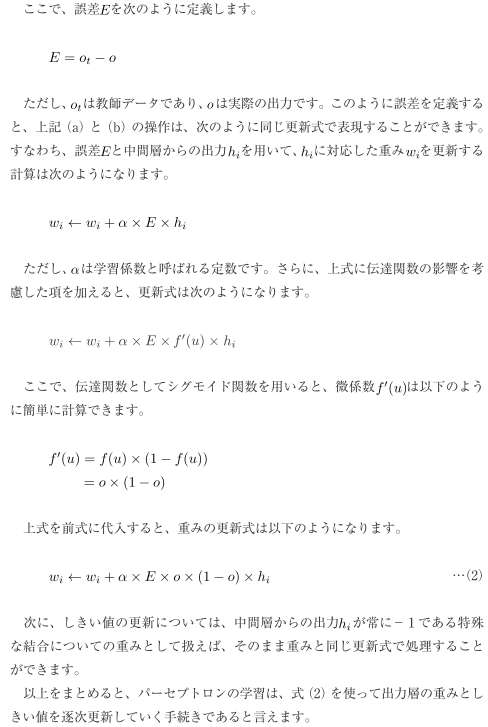 ここで、誤差Eを次のように定義します。
E = oₜ − o
ただし、oₜは教師データであり、oは実際の出力です。このように誤差を定義する
と、上記（a）と（b）の操作は、次のように同じ更新式で表現することができます。
すなわち、誤差Eと中間層からの出力hᵢを用いて、hᵢに対応した重みwᵢを更新する
計算は次のようになります。
wᵢ ← wᵢ + α × E × hᵢ
ただし、αは学習係数と呼ばれる定数です。さらに、上式に伝達関数の影響を考
慮した項を加えると、更新式は次のようになります。
wᵢ ← wᵢ + α × E × f′(u) × hᵢ
ここで、伝達関数としてシグモイド関数を用いると、微係数f′(u)は以下のよう
に簡単に計算できます。
f′(u) = f(u) × (1 − f(u))
= o × (1 − o)
上式を前式に代入すると、重みの更新式は以下のようになります。
wᵢ ← wᵢ + α × E × o × (1 − o) × hᵢ …(2)
次に、しきい値の更新については、中間層からの出力hᵢが常に−１である特殊
な結合についての重みとして扱えば、そのまま重みと同じ更新式で処理すること
ができます。
以上をまとめると、パーセプトロンの学習は、式（2）を使って出力層の重みとし
きい値を逐次更新していく手続きであると言えます。